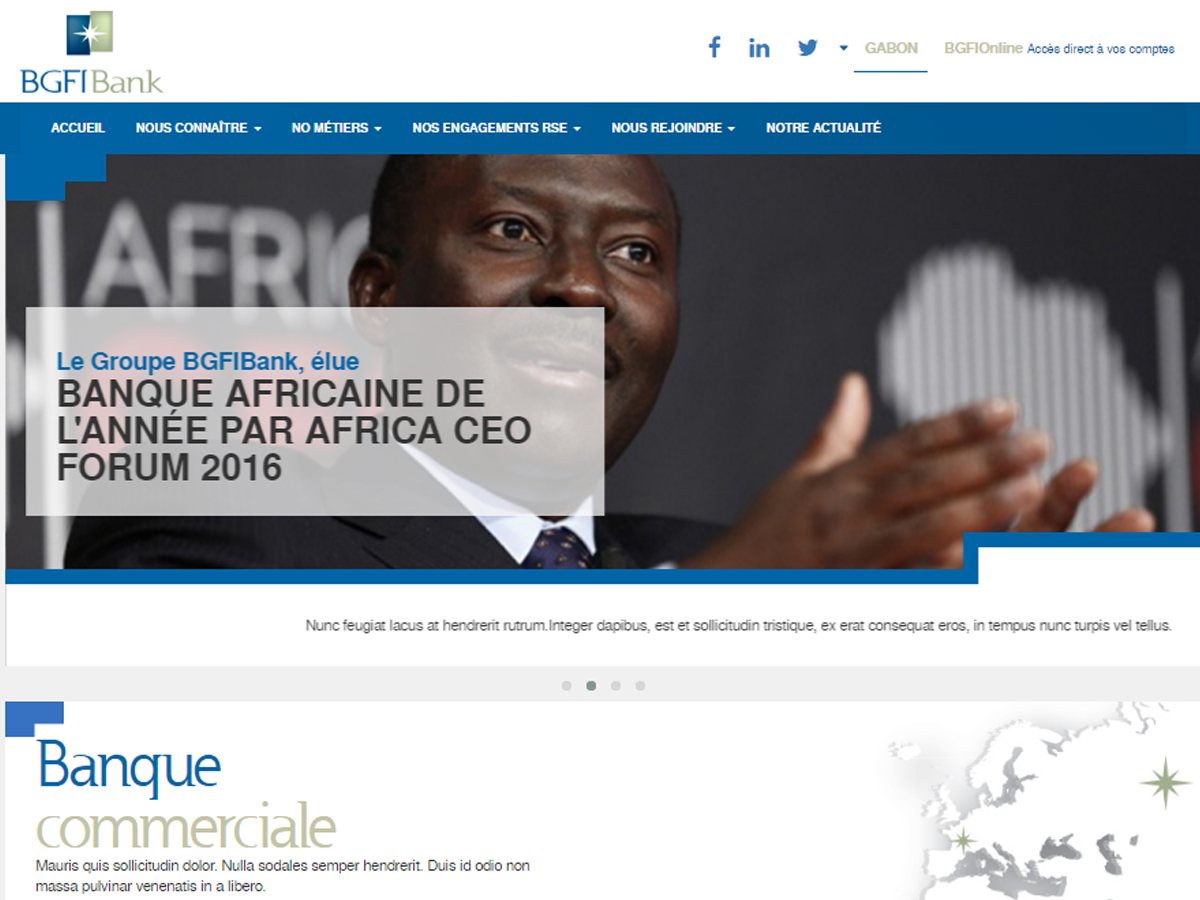 BGFIBank
GABON
BGFIOnline Accès direct à vos comptes
ACCUEIL NOUS CONNAÎTRE NO MÉTIERS NOS ENGAGEMENTS RSE NOUS REJOINDRE NOTRE ACTUALITÉ
AFRIC
Le Groupe BGFIBank, élue
BANQUE AFRICAINE DE
L'ANNÉE PAR AFRICA CEO
FORUM 2016
Nunc feugiat lacus at hendrerit rutrum.Integer dapibus, est et sollicitudin tristique, ex erat consequat eros, in tempus nunc turpis vel tellus.
Banque
commerciale
Mauris quis sollicitudin dolor. Nulla sodales semper hendrerit. Duis id odio non
massa pulvinar venenatis in a libero.